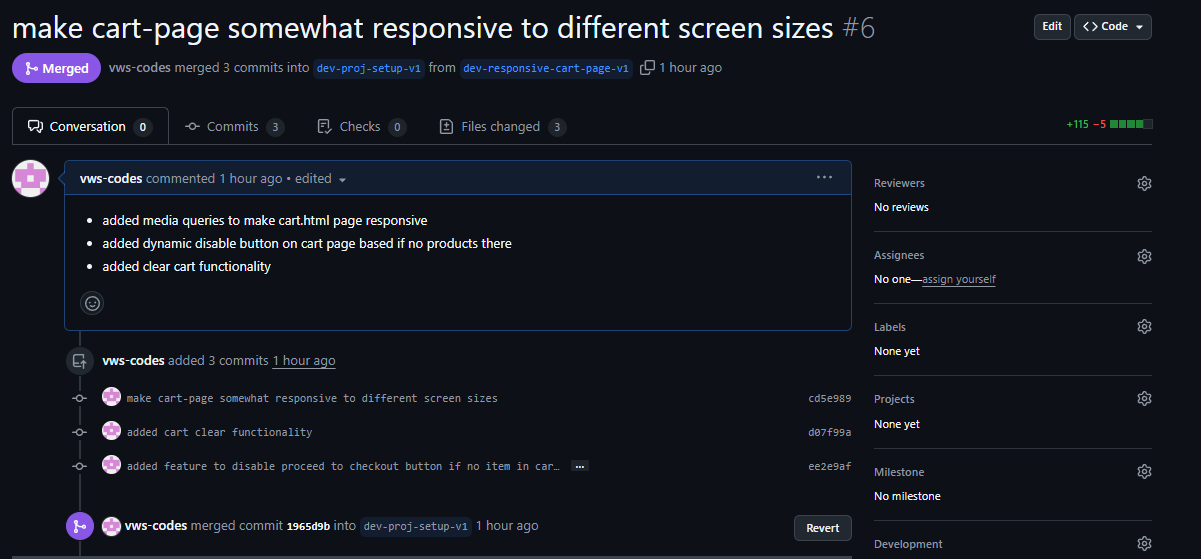 make cart-page somewhat responsive to different screen sizes #6
Edit
<> Code
Merged vws-codes merged 3 commits into dev-proj-setup-v1 from dev-responsive-cart-page-v1 1 hour ago
Conversation 0
Commits 3
Checks 0
Files changed 3
+115 −5
vws-codes commented 1 hour ago • edited
• added media queries to make cart.html page responsive
• added dynamic disable button on cart page based if no products there
• added clear cart functionality
vws-codes added 3 commits 1 hour ago
make cart-page somewhat responsive to different screen sizes cd5e989
added cart clear functionality d07f99a
added feature to disable proceed to checkout button if no item in car… ... ee2e9af
vws-codes merged commit 1965d9b into dev-proj-setup-v1 1 hour ago
Revert
Reviewers
No reviews
Assignees
No one—assign yourself
Labels
None yet
Projects
None yet
Milestone
No milestone
Development